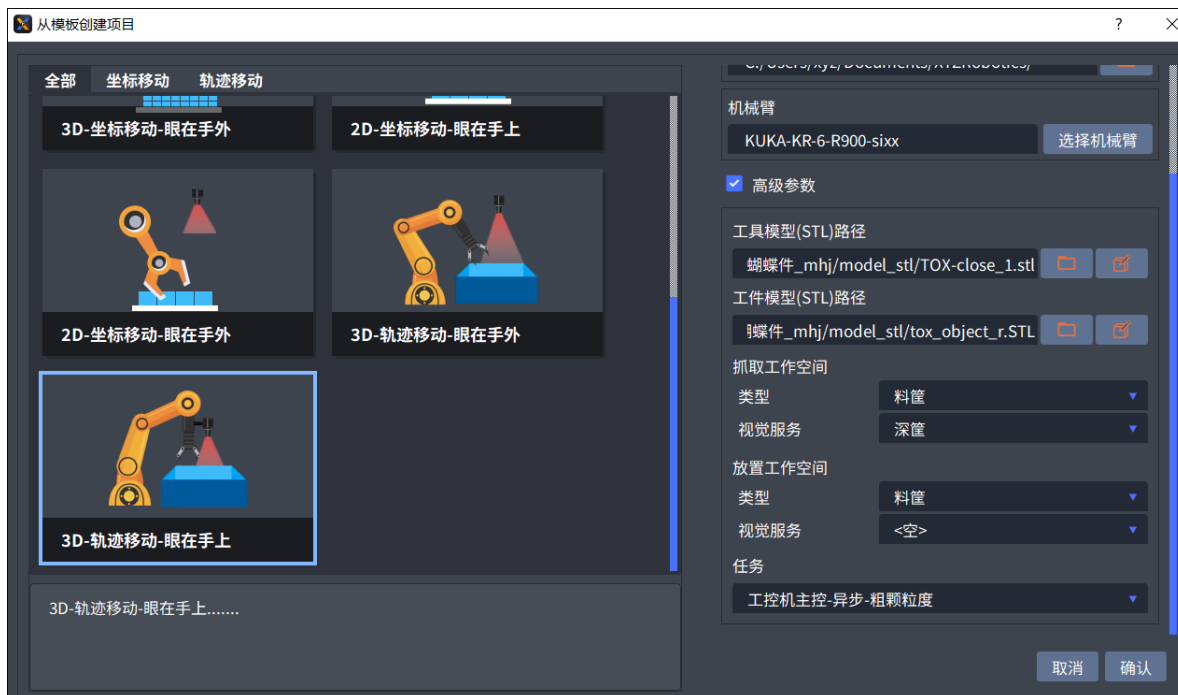 从模板创建项目
?
全部 坐标移动 轨迹移动
3D-坐标移动-眼在手外
2D-坐标移动-眼在手上
2D-坐标移动-眼在手外
3D-轨迹移动-眼在手外
3D-轨迹移动-眼在手上
3D-轨迹移动-眼在手上.......
机械臂
KUKA-KR-6-R900-sixx
选择机械臂
高级参数
工具模型(STL)路径
蝴蝶件_mhj/model_stl/TOX-close_1.stl
工件模型(STL)路径
蝶件_mhj/model_stl/tox_object_r.STL
抓取工作空间
类型 料筐
视觉服务 深筐
放置工作空间
类型 料筐
视觉服务 <空>
任务
工控机主控-异步-粗颗粒度
取消 确认